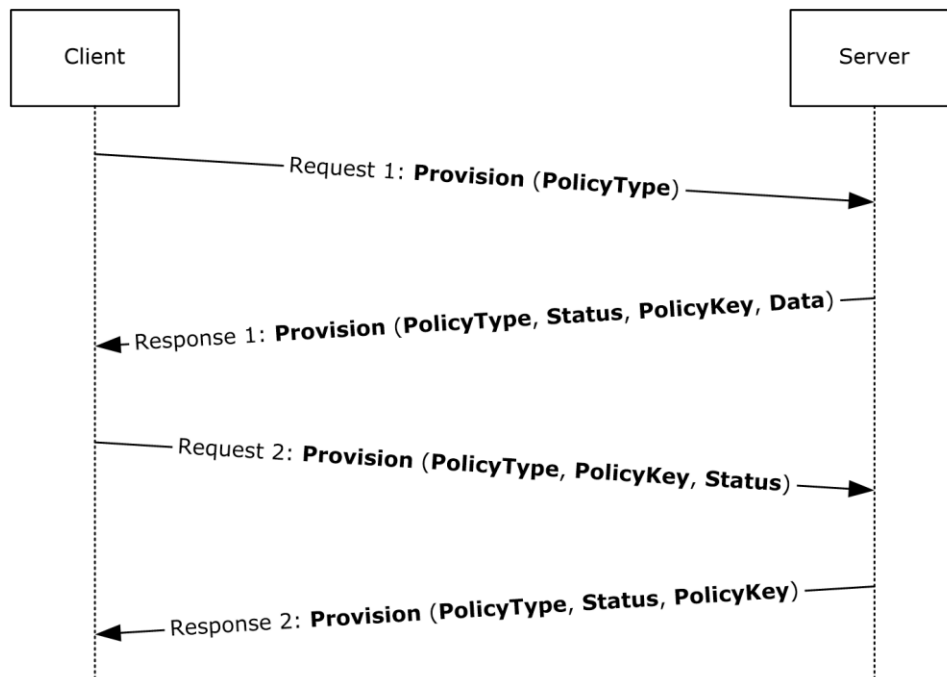 Client
Server
Request 1: Provision (PolicyType)
Response 1: Provision (PolicyType, Status, PolicyKey, Data)
Request 2: Provision (PolicyType, PolicyKey, Status)
Response 2: Provision (PolicyType, Status, PolicyKey)